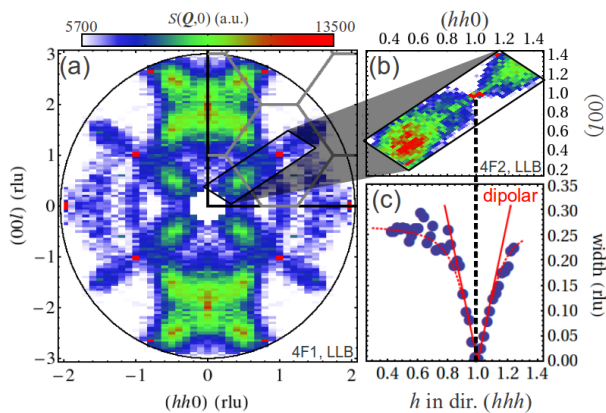 S(Q,0) (a.u.)
5700 13500
(a)
3
2
1
0
−1
−2
−3
(00l) (rlu)
−2 −1 0 1 2
(hh0) (rlu)
4F1, LLB
(hh0)
0.4 0.6 0.8 1.0 1.2 1.4
(b)
1.4
1.2
1.0
0.8
0.6
0.4
0.2
(00l)
4F2, LLB
(c)
dipolar
0.35
0.30
0.25
0.20
0.15
0.10
0.05
0.00
width (rlu)
0.4 0.6 0.8 1.0 1.2 1.4
h in dir. (hhh)